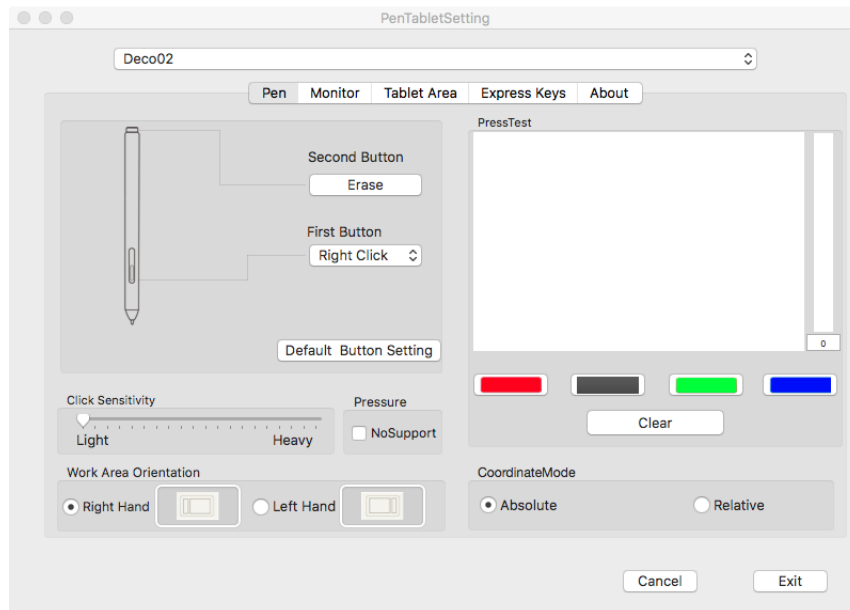 PenTabletSetting
Deco02
Pen Monitor Tablet Area Express Keys About
Second Button
Erase
First Button
Right Click
Default Button Setting
PressTest
0
Clear
Click Sensitivity
Light Heavy
Pressure
NoSupport
Work Area Orientation
Right Hand Left Hand
CoordinateMode
Absolute Relative
Cancel Exit